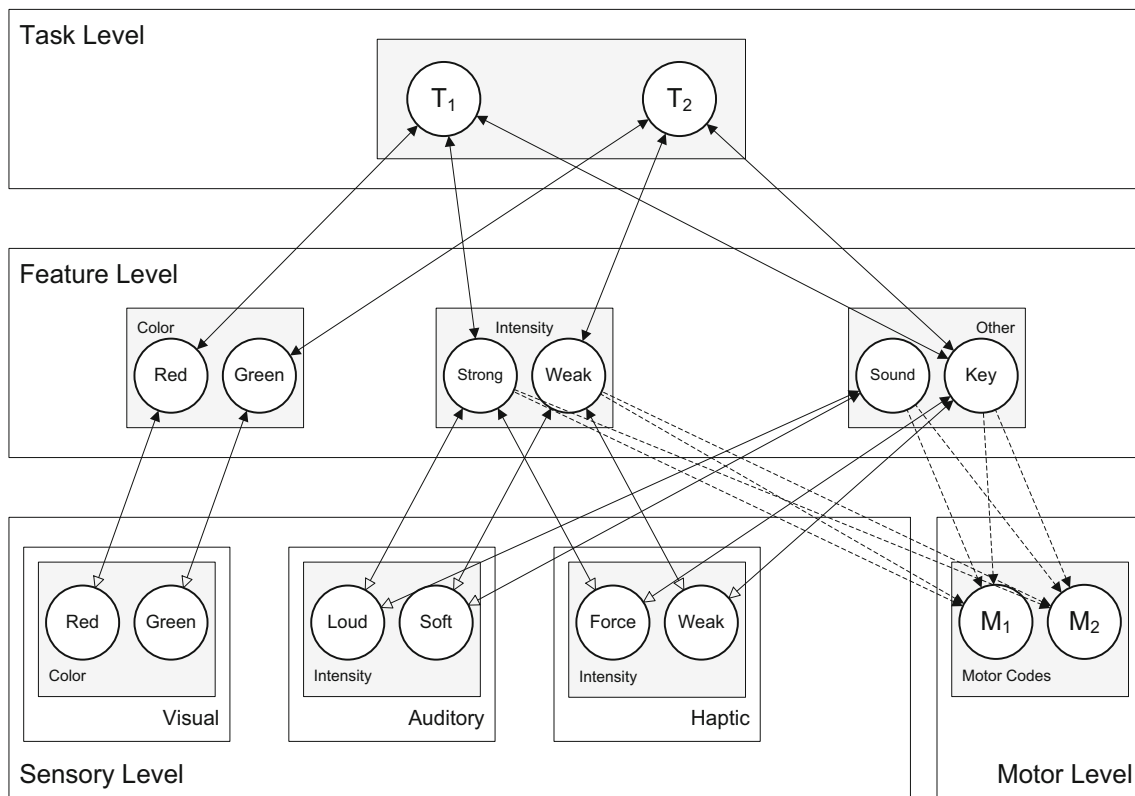 Task Level
T₁
T₂
Feature Level
Color
Red
Green
Intensity
Strong
Weak
Other
Sound
Key
Red
Green
Color
Visual
Loud
Soft
Intensity
Auditory
Force
Weak
Intensity
Haptic
Sensory Level
M₁
M₂
Motor Codes
Motor Level